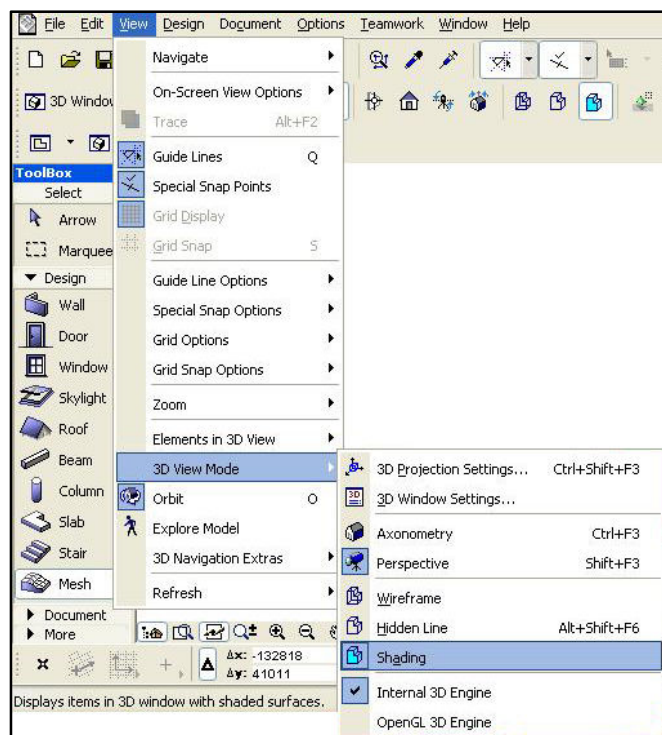 File Edit View Design Document Options Teamwork Window Help
Navigate
3D Window
On-Screen View Options
Trace Alt+F2
ToolBox
Guide Lines Q
Select
Special Snap Points
Arrow
Grid Display
Marquee
Grid Snap S
Design
Guide Line Options
Wall
Special Snap Options
Door
Grid Options
Window
Grid Snap Options
Skylight
Zoom
Roof
Elements in 3D View
Beam
3D View Mode
3D Projection Settings... Ctrl+Shift+F3
Column
Orbit O
3D Window Settings...
Slab
Explore Model
Axonometry Ctrl+F3
Stair
3D Navigation Extras
Perspective Shift+F3
Mesh
Refresh
Wireframe
Document
More
Hidden Line Alt+Shift+F6
Δx: -132818
Shading
Δy: 41011
Internal 3D Engine
Displays items in 3D window with shaded surfaces.
OpenGL 3D Engine